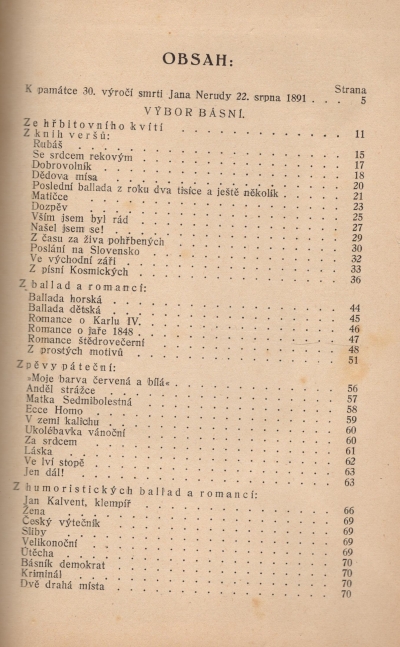 OBSAH:
Strana
K památce 30. výročí smrti Jana Nerudy 22. srpna 1891 . . . 5
VÝBOR BÁSNÍ.
Ze hřbitovního kvítí . . . . . . . . . 11
Z knih veršů:
Rubáš . . . . . . . . . 15
Se srdcem rekovým . . . . . . . . . 17
Dobrovolník . . . . . . . . . 18
Dědova mísa . . . . . . . . . 20
Poslední ballada z roku dva tisíce a ještě několik . . . . 21
Matičce . . . . . . . . . 23
Dozpěv . . . . . . . . . 25
Vším jsem byl rád . . . . . . . . . 27
Našel jsem se! . . . . . . . . . 29
Z času za živa pohřbených . . . . . . . . . 30
Poslání na Slovensko . . . . . . . . . 32
Ve východní záři . . . . . . . . . 33
Z písní Kosmických . . . . . . . . . 36
Z ballad a romancí:
Ballada horská . . . . . . . . . 44
Ballada dětská . . . . . . . . . 45
Romance o Karlu IV. . . . . . . . . . 46
Romance o jaře 1848 . . . . . . . . . 47
Romance štědrovečerní . . . . . . . . . 48
Z prostých motivů . . . . . . . . . 51
Zpěvy páteční:
»Moje barva červená a bílá« . . . . . . . . . 56
Anděl strážce . . . . . . . . . 57
Matka Sedmibolestná . . . . . . . . . 58
Ecce Homo . . . . . . . . . 59
V zemi kalichu . . . . . . . . . 60
Ukolébavka vánoční . . . . . . . . . 60
Za srdcem . . . . . . . . . 61
Láska . . . . . . . . . 62
Ve lví stopě . . . . . . . . . 63
Jen dál! . . . . . . . . . 63
Z humoristických ballad a romancí:
Jan Kalvent, klempíř . . . . . . . . . 66
Žena . . . . . . . . . 69
Český výtečník . . . . . . . . . 69
Sliby . . . . . . . . . 69
Velikonoční . . . . . . . . . 69
Útěcha . . . . . . . . . 70
Básník demokrat . . . . . . . . . 70
Kriminál . . . . . . . . . 70
Dvě drahá místa . . . . . . . . . 70